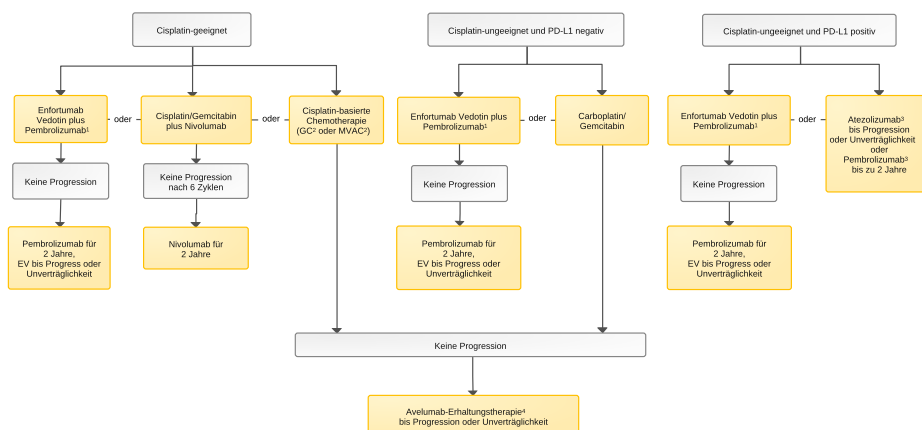 Cisplatin-geeignet
Cisplatin-ungeeignet und PD-L1 negativ
Cisplatin-ungeeignet und PD-L1 positiv
Enfortumab
Vedotin plus
Pembrolizumab¹
oder
Cisplatin/Gemcitabin
plus Nivolumab
oder
Cisplatin-basierte
Chemotherapie
(GC² oder MVAC²)
Enfortumab Vedotin plus
Pembrolizumab¹
oder
Carboplatin/
Gemcitabin
Enfortumab Vedotin plus
Pembrolizumab¹
oder
Atezolizumab³
bis Progression
oder Unverträglichkeit
oder
Pembrolizumab³
bis zu 2 Jahre
Keine Progression
Keine Progression
nach 6 Zyklen
Keine Progression
Keine Progression
Pembrolizumab für
2 Jahre,
EV bis Progress oder
Unverträglichkeit
Nivolumab für
2 Jahre
Pembrolizumab für
2 Jahre,
EV bis Progress oder
Unverträglichkeit
Pembrolizumab für
2 Jahre,
EV bis Progress oder
Unverträglichkeit
Keine Progression
Avelumab-Erhaltungstherapie⁴
bis Progression oder Unverträglichkeit